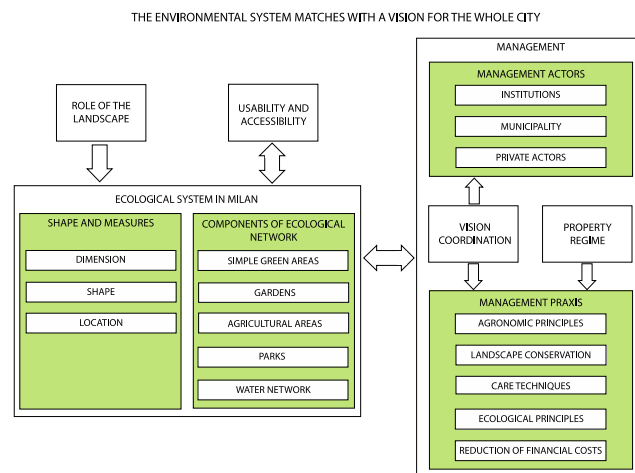 THE ENVIRONMENTAL SYSTEM MATCHES WITH A VISION FOR THE WHOLE CITY
ROLE OF THE
LANDSCAPE
USABILITY AND
ACCESSIBILITY
ECOLOGICAL SYSTEM IN MILAN
SHAPE AND MEASURES
DIMENSION
SHAPE
LOCATION
COMPONENTS OF ECOLOGICAL
NETWORK
SIMPLE GREEN AREAS
GARDENS
AGRICULTURAL AREAS
PARKS
WATER NETWORK
MANAGEMENT
MANAGEMENT ACTORS
INSTITUTIONS
MUNICIPALITY
PRIVATE ACTORS
VISION
COORDINATION
PROPERTY
REGIME
MANAGEMENT PRAXIS
AGRONOMIC PRINCIPLES
LANDSCAPE CONSERVATION
CARE TECHNIQUES
ECOLOGICAL PRINCIPLES
REDUCTION OF FINANCIAL COSTS